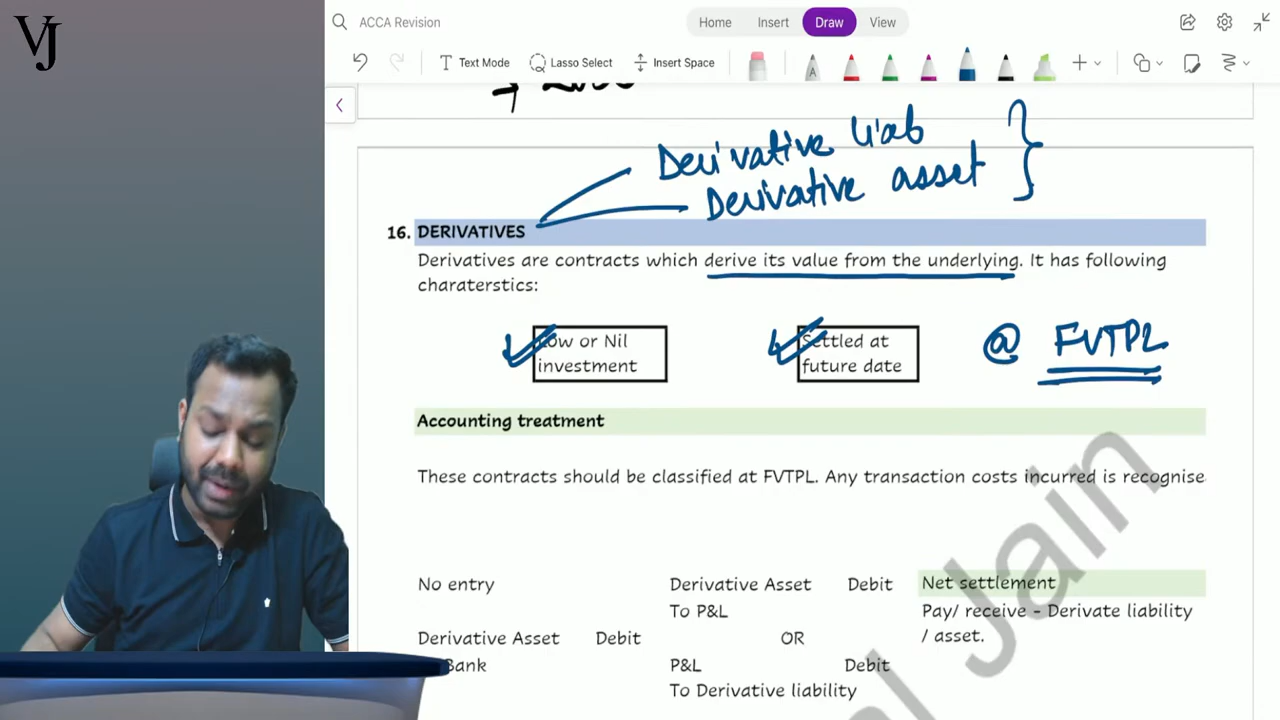 VJ
ACCA Revision
Home Insert Draw View
Text Mode Lasso Select Insert Space
Derivative liab
Derivative asset
16. DERIVATIVES
Derivatives are contracts which derive its value from the underlying. It has following
charaterstics:
Low or Nil
investment
Settled at
future date
@ FVTPL
Accounting treatment
These contracts should be classified at FVTPL. Any transaction costs incurred is recognise
No entry
Derivative Asset Debit
Bank
Derivative Asset Debit
To P&L
OR
P&L Debit
To Derivative liability
Net settlement
Pay/ receive - Derivate liability
/ asset.
Jain